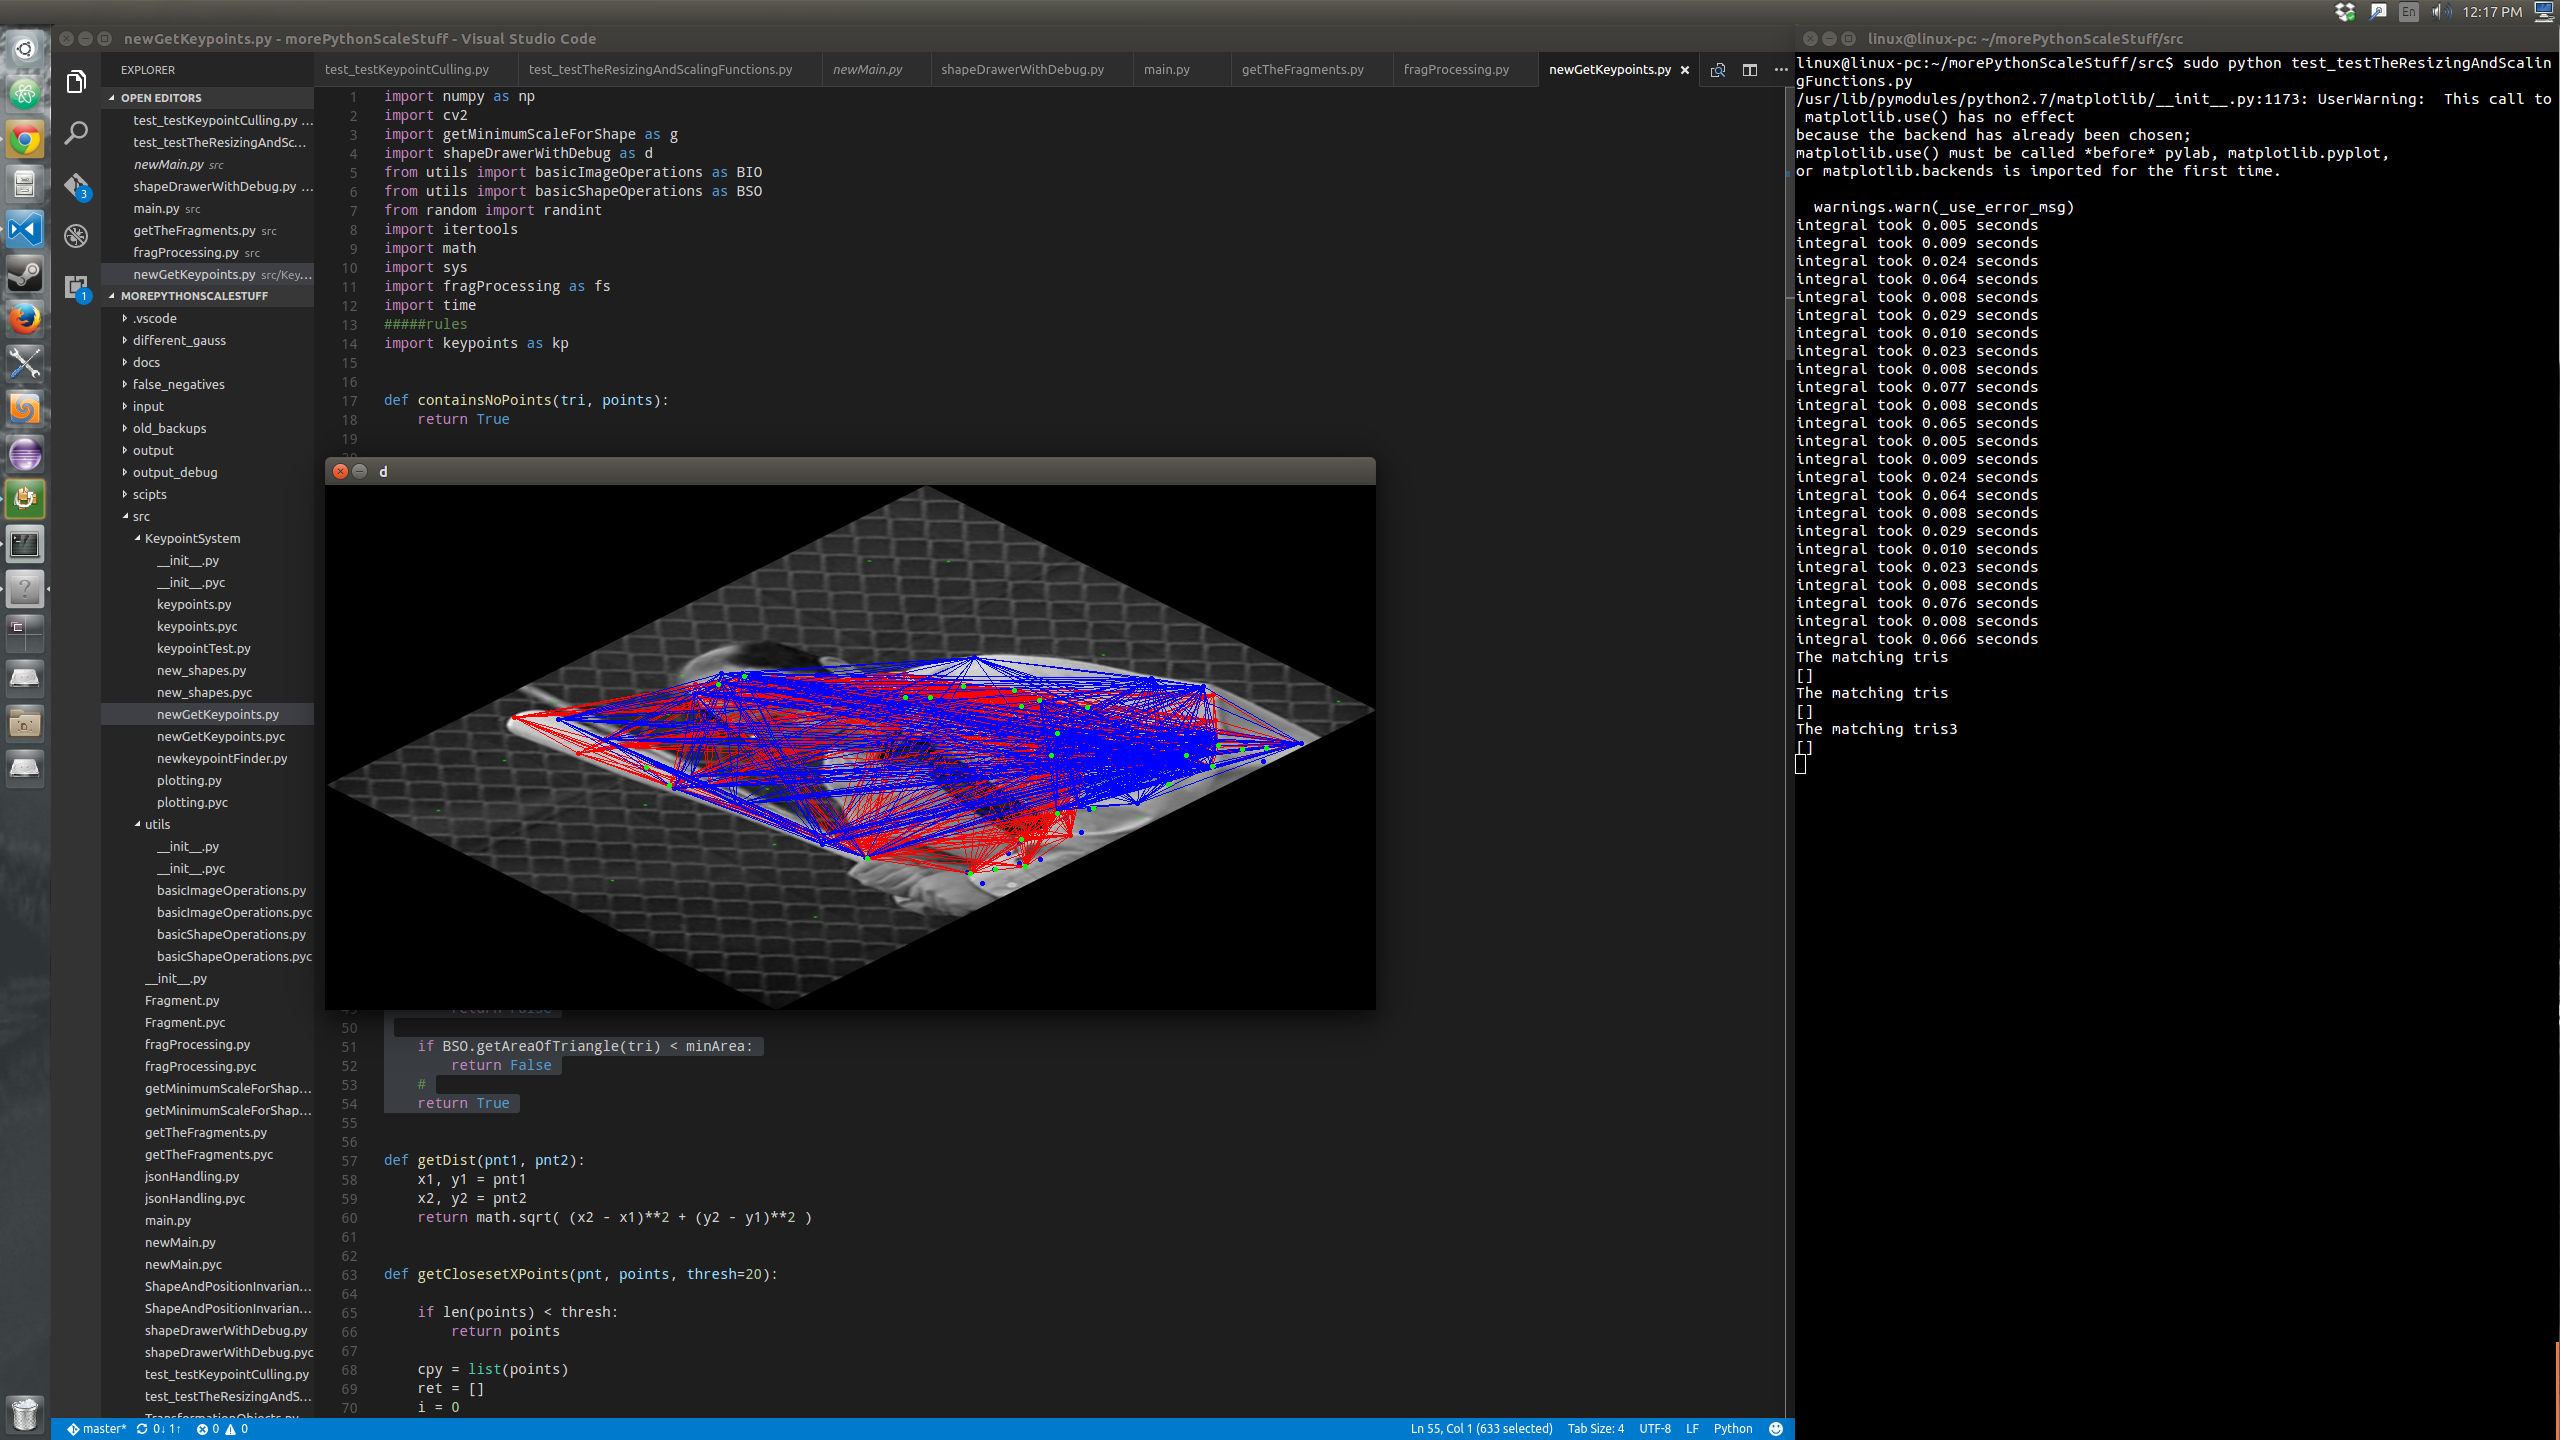 En
12:17 PM
newGetKeypoints.py - morePythonScaleStuff - Visual Studio Code
EXPLORER
OPEN EDITORS
test_testKeypointCulling.py ...
test_testTheResizingAndSc...
newMain.py src
shapeDrawerWithDebug.py ...
main.py src
getTheFragments.py src
fragProcessing.py src
newGetKeypoints.py src/Key...
MOREPYTHONSCALESTUFF
.vscode
different_gauss
docs
false_negatives
input
old_backups
output
output_debug
scipts
src
KeypointSystem
__init__.py
__init__.pyc
keypoints.py
keypoints.pyc
keypointTest.py
new_shapes.py
new_shapes.pyc
newGetKeypoints.py
newGetKeypoints.pyc
newkeypointFinder.py
plotting.py
plotting.pyc
utils
__init__.py
__init__.pyc
basicImageOperations.py
basicImageOperations.pyc
basicShapeOperations.py
basicShapeOperations.pyc
__init__.py
Fragment.py
Fragment.pyc
fragProcessing.py
fragProcessing.pyc
getMinimumScaleForShap...
getMinimumScaleForShap...
getTheFragments.py
getTheFragments.pyc
jsonHandling.py
jsonHandling.pyc
main.py
newMain.py
newMain.pyc
ShapeAndPositionInvarian...
ShapeAndPositionInvarian...
shapeDrawerWithDebug.py
shapeDrawerWithDebug.pyc
test_testKeypointCulling.py
test_testTheResizingAndS...
TransformationObjects.py
3
1
test_testKeypointCulling.py test_testTheResizingAndScalingFunctions.py newMain.py shapeDrawerWithDebug.py main.py getTheFragments.py fragProcessing.py newGetKeypoints.py
1 import numpy as np
2 import cv2
3 import getMinimumScaleForShape as g
4 import shapeDrawerWithDebug as d
5 from utils import basicImageOperations as BIO
6 from utils import basicShapeOperations as BSO
7 from random import randint
8 import itertools
9 import math
10 import sys
11 import fragProcessing as fs
12 import time
13 #####rules
14 import keypoints as kp
15
16
17 def containsNoPoints(tri, points):
18 return True
19
d
return False
50
51 if BSO.getAreaOfTriangle(tri) < minArea:
52 return False
53 #
54 return True
55
56
57 def getDist(pnt1, pnt2):
58 x1, y1 = pnt1
59 x2, y2 = pnt2
60 return math.sqrt( (x2 - x1)**2 + (y2 - y1)**2 )
61
62
63 def getClosesetXPoints(pnt, points, thresh=20):
64
65 if len(points) < thresh:
66 return points
67
68 cpy = list(points)
69 ret = []
70 i = 0
master* 0↓ 1↑ 0 0
Ln 55, Col 1 (633 selected) Tab Size: 4 UTF-8 LF Python
linux@linux-pc: ~/morePythonScaleStuff/src
linux@linux-pc:~/morePythonScaleStuff/src$ sudo python test_testTheResizingAndScalin
gFunctions.py
/usr/lib/pymodules/python2.7/matplotlib/__init__.py:1173: UserWarning:  This call to
matplotlib.use() has no effect
because the backend has already been chosen;
matplotlib.use() must be called *before* pylab, matplotlib.pyplot,
or matplotlib.backends is imported for the first time.
warnings.warn(_use_error_msg)
integral took 0.005 seconds
integral took 0.009 seconds
integral took 0.024 seconds
integral took 0.064 seconds
integral took 0.008 seconds
integral took 0.029 seconds
integral took 0.010 seconds
integral took 0.023 seconds
integral took 0.008 seconds
integral took 0.077 seconds
integral took 0.008 seconds
integral took 0.065 seconds
integral took 0.005 seconds
integral took 0.009 seconds
integral took 0.024 seconds
integral took 0.064 seconds
integral took 0.008 seconds
integral took 0.029 seconds
integral took 0.010 seconds
integral took 0.023 seconds
integral took 0.008 seconds
integral took 0.076 seconds
integral took 0.008 seconds
integral took 0.066 seconds
The matching tris
[]
The matching tris
[]
The matching tris3
[]